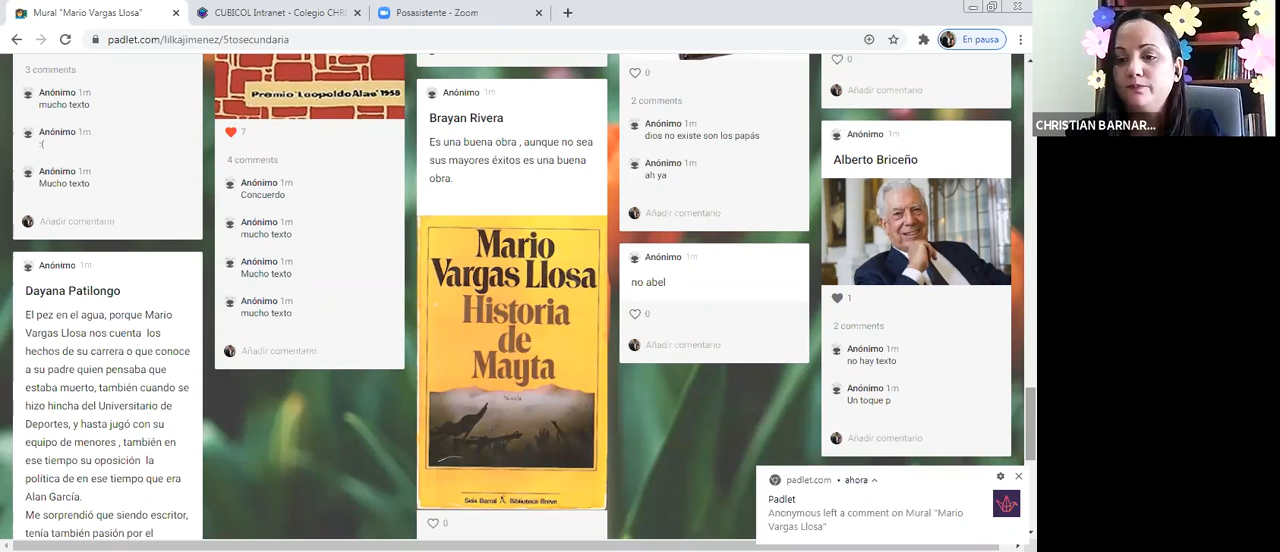 Mural "Mario Vargas Llosa"
CUBICOL Intranet - Colegio CHRI
Posasistente - Zoom
padlet.com/lilkajimenez/5tosecundaria
En pausa
3 comments
Anónimo 1m
mucho texto
Anónimo 1m
:(
Anónimo 1m
Mucho texto
Añadir comentario
Anónimo 1m
Dayana Patilongo
El pez en el agua, porque Mario
Vargas Llosa nos cuenta los
hechos de su carrera o que conoce
a su padre quien pensaba que
estaba muerto, también cuando se
hizo hincha del Universitario de
Deportes, y hasta jugó con su
equipo de menores , también en
ese tiempo su oposición la
política de en ese tiempo que era
Alan García.
Me sorprendió que siendo escritor,
tenía también pasión por el
Premio "Leopoldo Alas" 1958
7
4 comments
Anónimo 1m
Concuerdo
Anónimo 1m
mucho texto
Anónimo 1m
Mucho texto
Anónimo 1m
mucho texto
Añadir comentario
Anónimo 1m
Brayan Rivera
Es una buena obra , aunque no sea
sus mayores éxitos es una buena
obra.
Mario
Vargas Llosa
Historia
de
Mayta
Novela
Seix Barral Biblioteca Breve
0
0
2 comments
Anónimo 1m
dios no existe son los papás
Anónimo 1m
ah ya
Añadir comentario
Anónimo 1m
no abel
0
Añadir comentario
0
Añadir comentario
Anónimo 1m
Alberto Briceño
1
2 comments
Anónimo 1m
no hay texto
Anónimo 1m
Un toque p
Añadir comentario
padlet.com • ahora
Padlet
Anonymous left a comment on Mural "Mario
Vargas Llosa"
CHRISTIAN BARNAR...